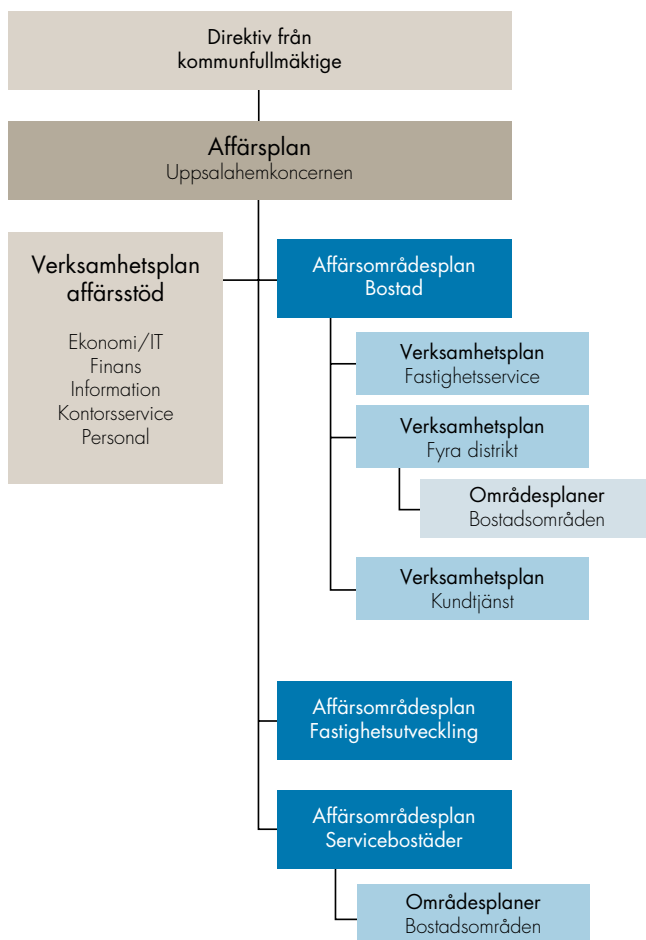 Direktiv från
kommunfullmäktige
Affärsplan
Uppsalahemkoncernen
Verksamhetsplan
affärsstöd
Ekonomi/IT
Finans
Information
Kontorsservice
Personal
Affärsområdesplan
Bostad
Verksamhetsplan
Fastighetsservice
Verksamhetsplan
Fyra distrikt
Områdesplaner
Bostadsområden
Verksamhetsplan
Kundtjänst
Affärsområdesplan
Fastighetsutveckling
Affärsområdesplan
Servicebostäder
Områdesplaner
Bostadsområden